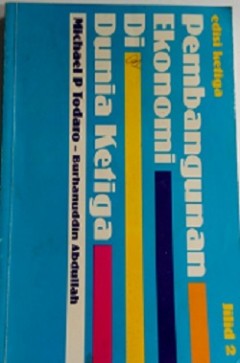 edisi ketiga
Pembangunan
Ekonomi
Di
Dunia Ketiga
Michael P Todaro - Burhanuddin Abdullah
Jilid 2